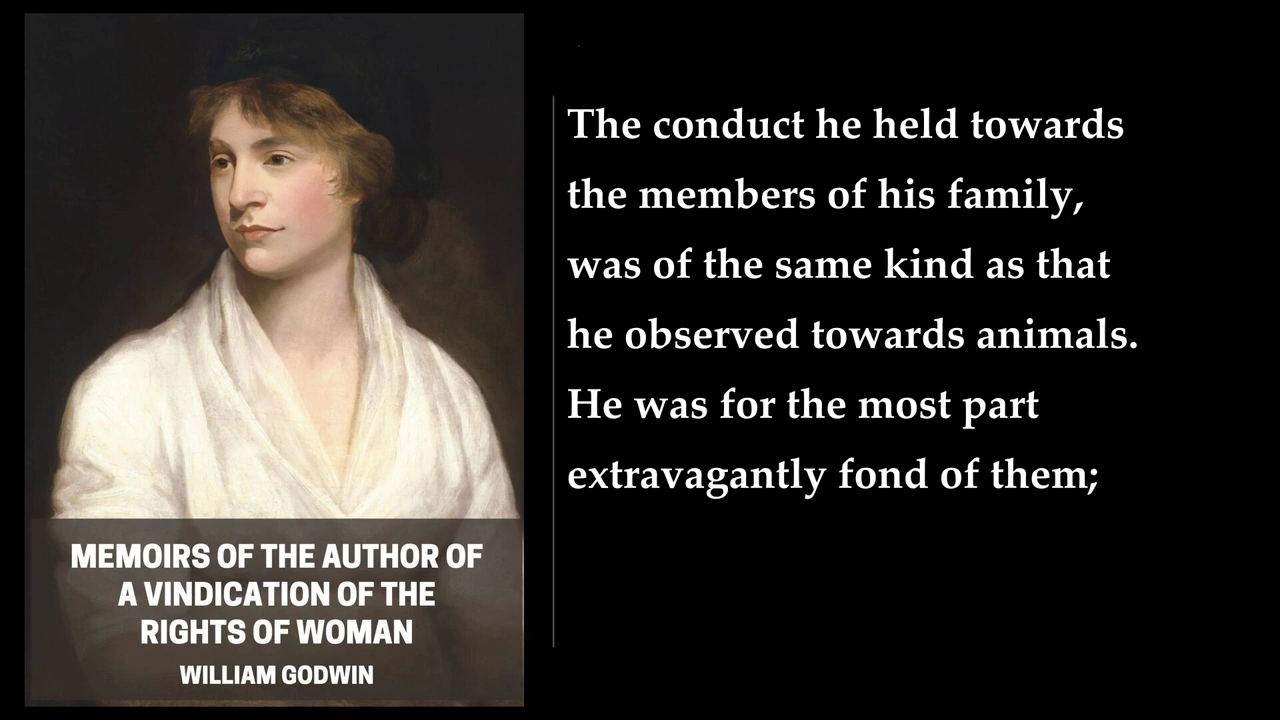 The conduct he held towards
the members of his family,
was of the same kind as that
he observed towards animals.
He was for the most part
extravagantly fond of them;
MEMOIRS OF THE AUTHOR OF
A VINDICATION OF THE
RIGHTS OF WOMAN
WILLIAM GODWIN